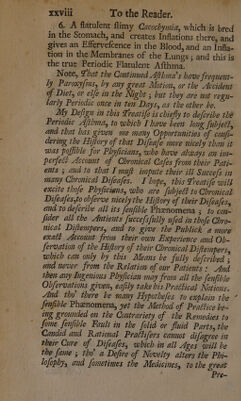 xxviii To the Reader.
6. A flatulent slimy Cacochymia, which is bred
in the Stomach, and creates Inflations there, and
gives an Effervescence in the Blood, and an Infla-
tion in the Membranes of the Lungs; and this is
the true Periodic Flatulent Asthma.
Note, That the Continued Asthma's have frequent-
ly Paroxysms, by any great Motion, or the Accident
of Diet, or else in the Night; but they are not regu-
larly Periodic once in ten Days, as the other be.
My Design in this Treatise is chiefly to describe the
Periodic Asthma, to which I have been long subject,
and that has given me many Opportunities of consi-
dering the History of that Disease more nicely than it
was possible for Physicians, who have always an im-
perfect Account of Chronical Cases from their Pati-
ents; and to that I must impute their ill Success in
many Chronical Diseases. I hope, this Treatise will
excite those Physicians, who are subject to Chronical
Diseases, to observe nicely the History of their Diseases,
and to describe all its sensible Phænomena; to con-
sider all the Antients successfully used in those Chro-
nical Distempers, and to give the Publick a more
exact Account from their own Experience and Ob-
servation of the History of their Chronical Distempers,
which can only by this Means be fully described;
and never from the Relation of our Patients: And
then any Ingenious Physician may from all the sensible
Observations given, easily take his Practical Notions.
And tho' there be many Hypotheses to explain the
sensible Phænomena, yet the Method of Practice be-
ing grounded on the Contrariety of the Remedies to
some sensible Fault in the solid or fluid Parts, the
Candid and Rational Practisers cannot disagree in
their Cure of Diseases, which in all Ages will be
the same; tho' a Desire of Novelty alters the Phi-
losophy, and sometimes the Medicines, to the great
Pre-